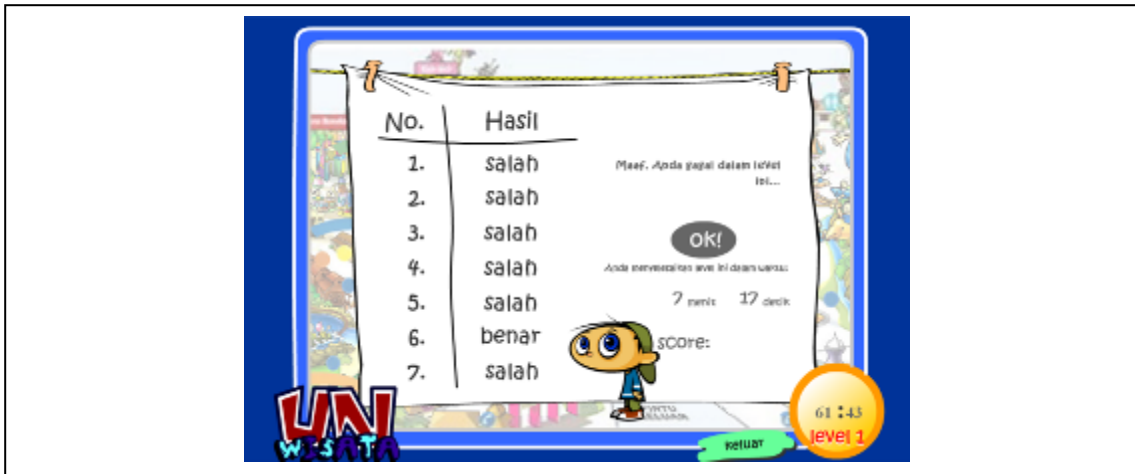 No. Hasil
1. salah
2. salah
3. salah
4. salah
5. salah
6. benar
7. salah
Maaf. Anda gagal dalam level
ini...
OK!
Anda menyelesaikan level ini dalam waktu:
7 menit 17 detik
score:
UN
WISATA
61:43
level 1
keluar